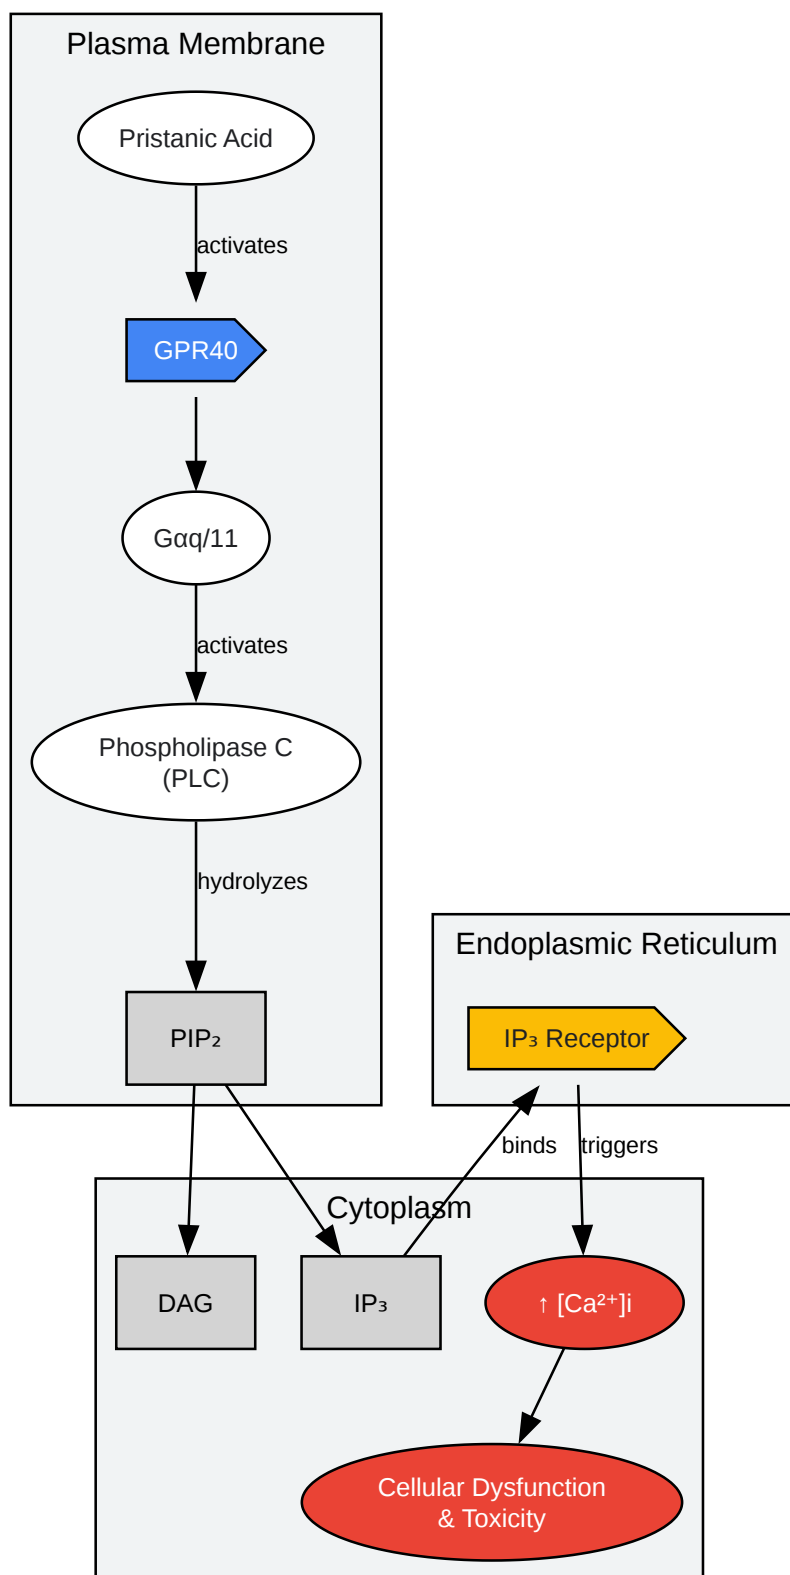 Plasma Membrane
Pristanic Acid
activates
GPR40
Gαq/11
activates
Phospholipase C
(PLC)
hydrolyzes
Endoplasmic Reticulum
PIP₂
IP₃ Receptor
binds
triggers
Cytoplasm
DAG
IP₃
↑ [Ca²⁺]i
Cellular Dysfunction
& Toxicity